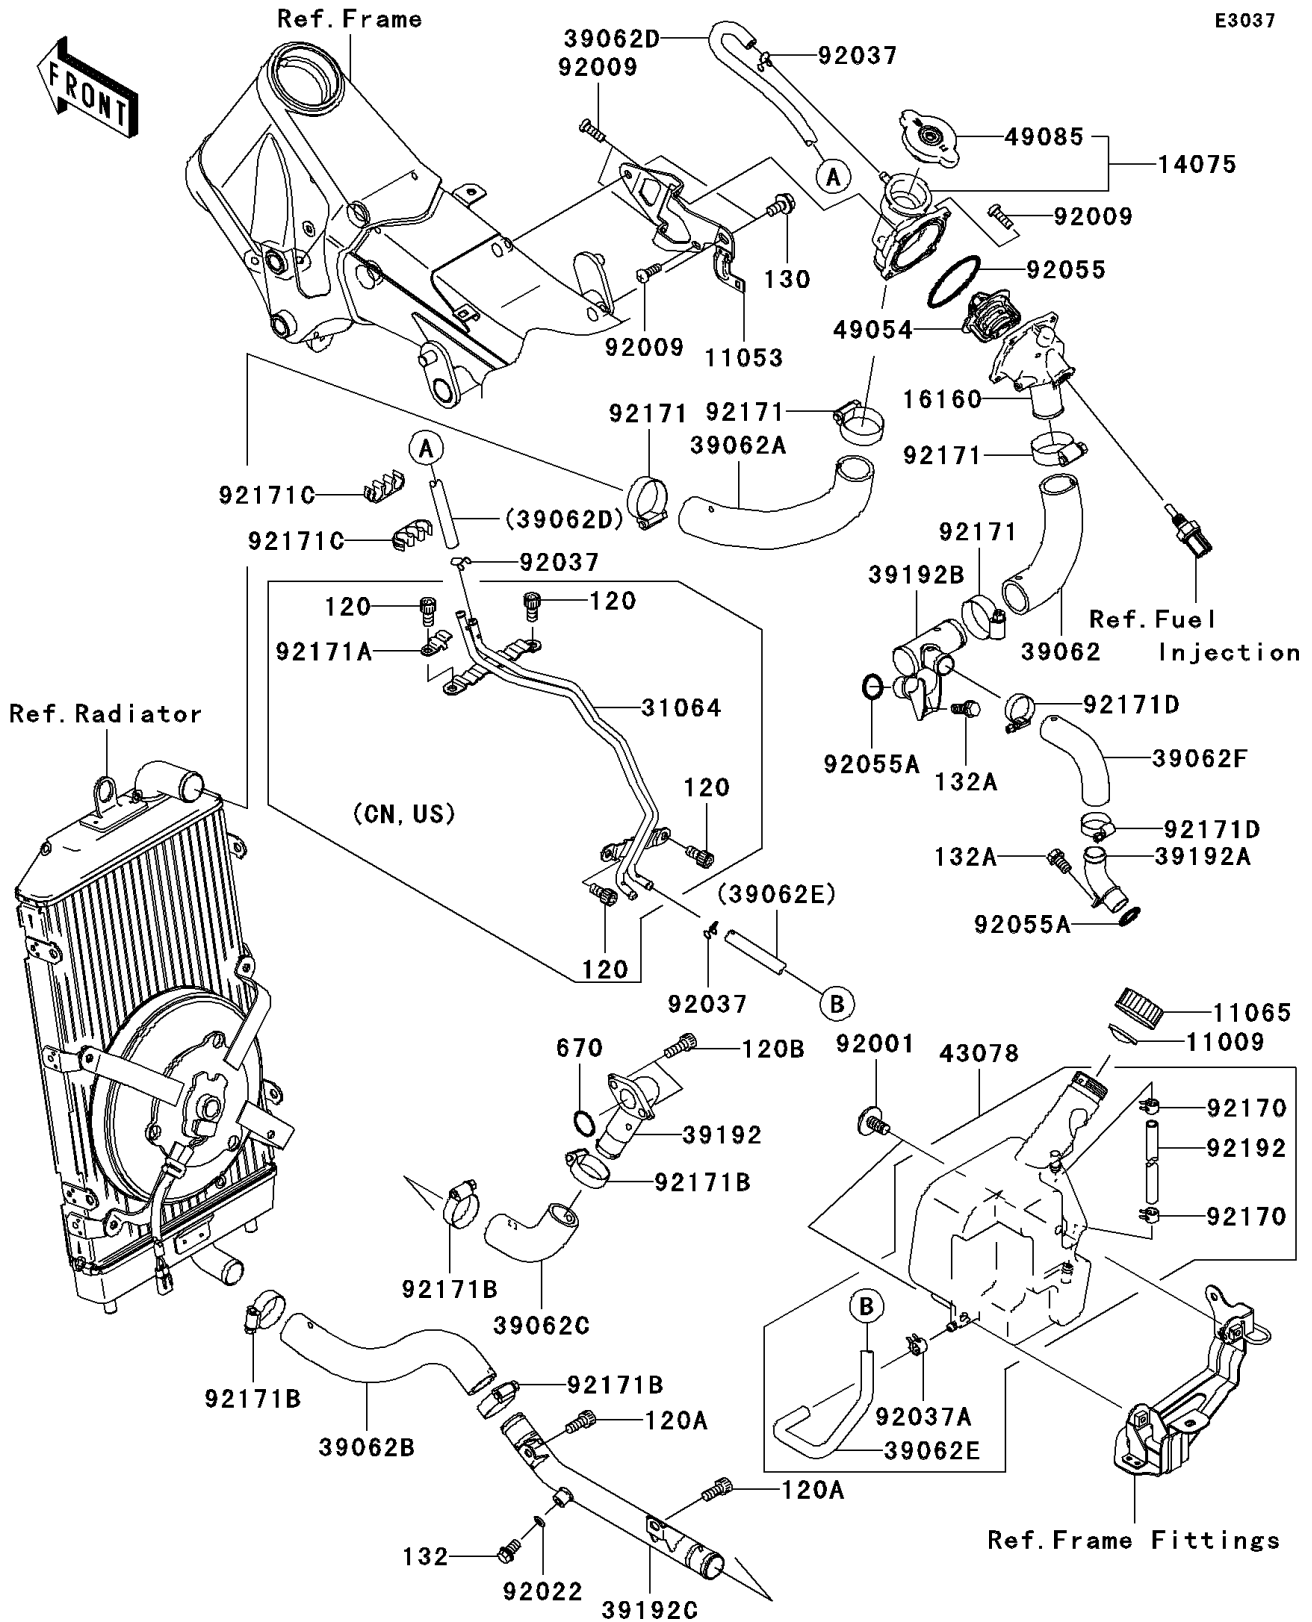 Ref.Frame
E3037
FRONT
39062D
92037
92009
49085
14075
A
92009
92055
130
49054
92009
11053
16160
92171
92171
39062A
92171
A
92171C
(39062D)
92171C
92171
92037
39192B
120
120
Ref.Fuel
Injection
92171A
39062
31064
92171D
Ref.Radiator
92055A
132A
39062F
120
(CN,US)
92171D
132A
39192A
(39062E)
92055A
120
92037
B
11065
92001
43078
11009
670
120B
92170
39192
92192
92171B
92170
92171B
39062C
B
92171B
92171B
92037A
120A
39062B
39062E
120A
Ref.Frame Fittings
132
92022
39192C